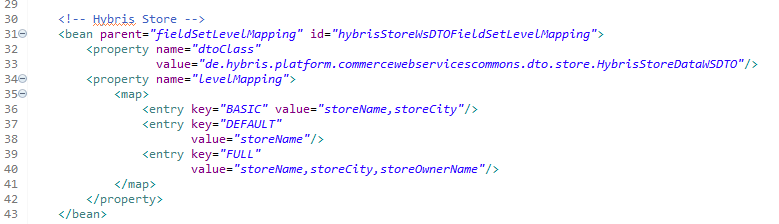 29
30 <!-- Hybris Store -->
31 <bean parent="fieldSetLevelMapping" id="hybrisStoreWsDTOFieldSetLevelMapping">
32 <property name="dtoClass"
33 value="de.hybris.platform.commercewebservicescommons.dto.store.HybrisStoreDataWSDTO"/>
34 <property name="levelMapping">
35 <map>
36 <entry key="BASIC" value="storeName,storeCity"/>
37 <entry key="DEFAULT"
38 value="storeName"/>
39 <entry key="FULL"
40 value="storeName,storeCity,storeOwnerName"/>
41 </map>
42 </property>
43 </bean>